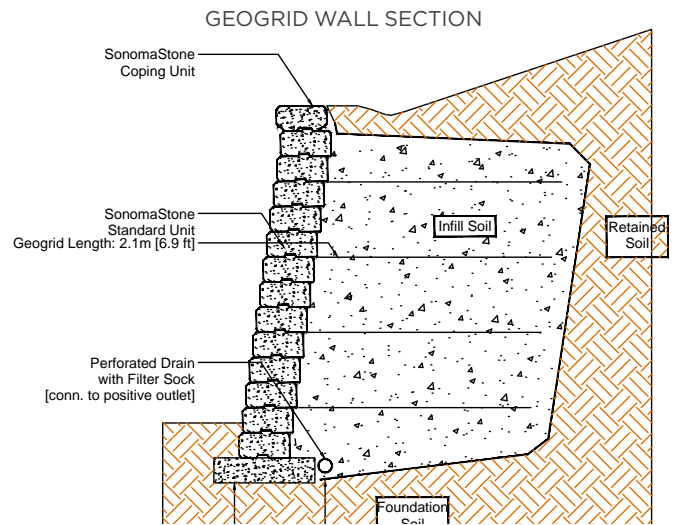 GEOGRID WALL SECTION
SonomaStone
Coping Unit
SonomaStone
Standard Unit
Geogrid Length: 2.1m [6.9 ft]
Infill Soil
Retained
Soil
Perforated Drain
with Filter Sock
[conn. to positive outlet]
Foundation
Soil